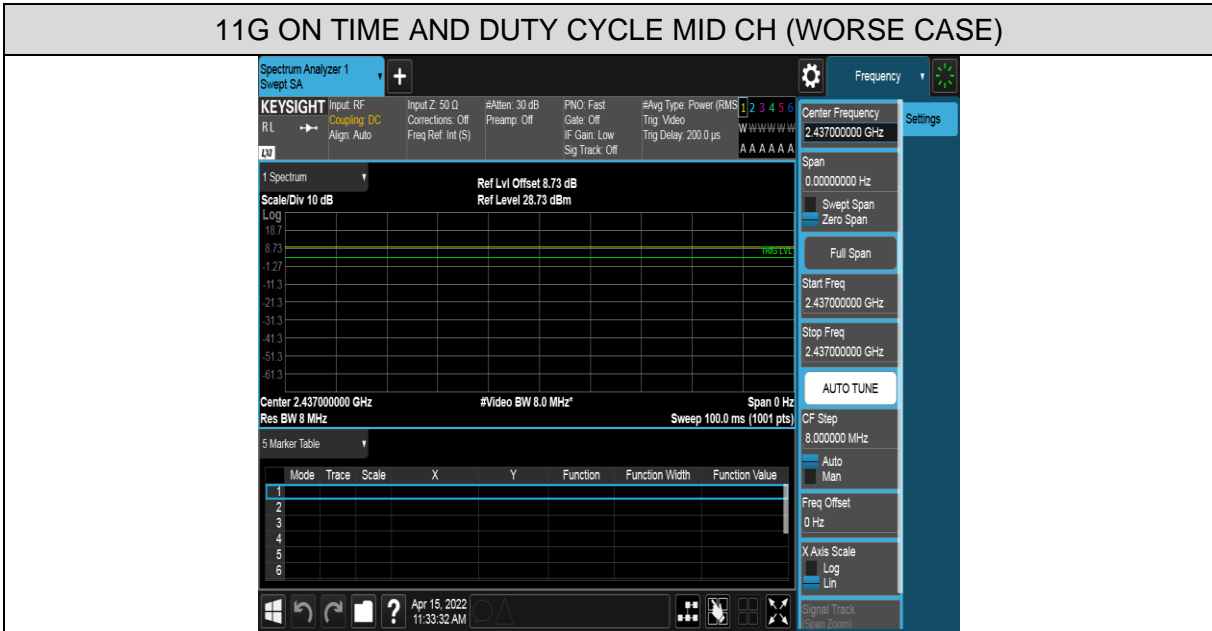 11G ON TIME AND DUTY CYCLE MID CH (WORSE CASE)
Spectrum Analyzer 1
Swept SA
+
Frequency
KEYSIGHT Input: RF Input Z: 50 Ω #Atten: 30 dB PNO: Fast #Avg Type: Power (RMS 1 2 3 4 5 6
RL Coupling: DC Corrections: Off Preamp: Off Gate: Off Trig: Video W W W W W W
Align: Auto Freq Ref: Int (S) IF Gain: Low Trig Delay: 200.0 µs
LXI Sig Track: Off A A A A A A
Center Frequency
2.437000000 GHz
Settings
Span
0.00000000 Hz
Swept Span
Zero Span
Full Span
Start Freq
2.437000000 GHz
Stop Freq
2.437000000 GHz
AUTO TUNE
CF Step
8.000000 MHz
Auto
Man
Freq Offset
0 Hz
X Axis Scale
Log
Lin
Signal Track
(Span Zoom)
1 Spectrum
Ref Lvl Offset 8.73 dB
Scale/Div 10 dB Ref Level 28.73 dBm
Log
18.7
8.73
TRIG LVL
-1.27
-11.3
-21.3
-31.3
-41.3
-51.3
-61.3
Center 2.437000000 GHz #Video BW 8.0 MHz* Span 0 Hz
Res BW 8 MHz Sweep 100.0 ms (1001 pts)
5 Marker Table
Mode Trace Scale X Y Function Function Width Function Value
1
2
3
4
5
6
? Apr 15, 2022
11:33:32 AM